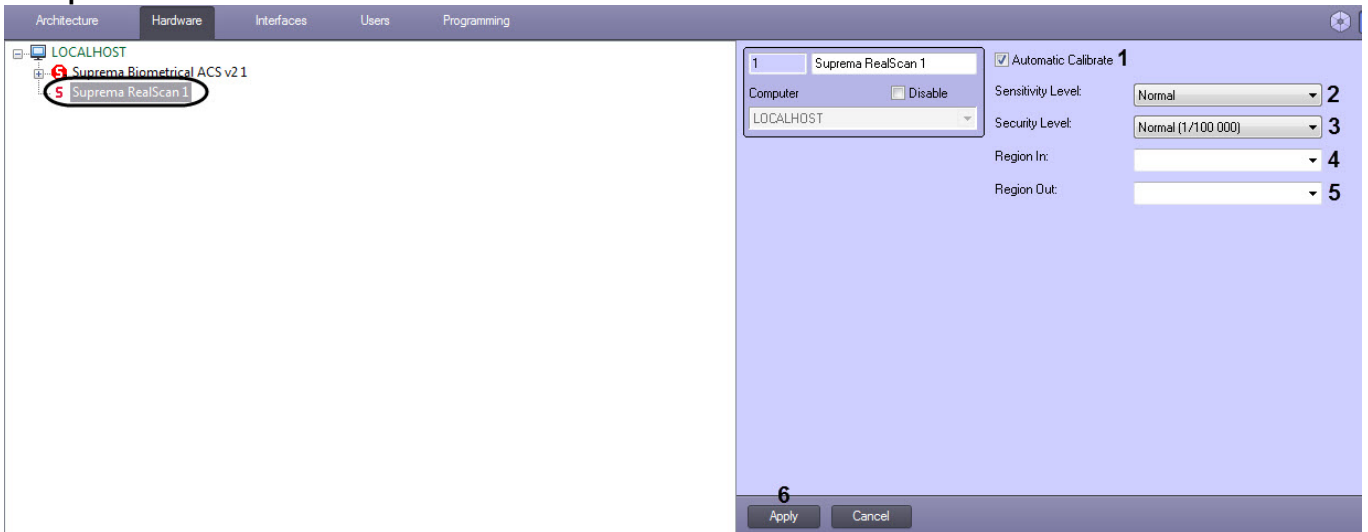 Architecture Hardware Interfaces Users Programming
LOCALHOST
Suprema Biometrical ACS v2 1
Suprema RealScan 1
1 Suprema RealScan 1
Computer Disable
LOCALHOST
Automatic Calibrate 1
Sensitivity Level: Normal 2
Security Level: Normal (1/100 000) 3
Region In: 4
Region Out: 5
6
Apply Cancel